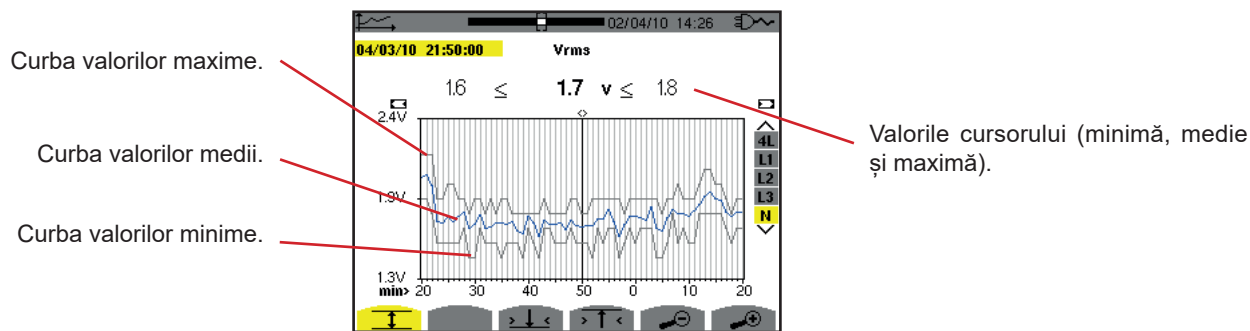 02/04/10 14:26
04/03/10 21:50:00 Vrms
1.6 ≤ 1.7 v ≤ 1.8
Curba valorilor maxime.
Curba valorilor medii.
Curba valorilor minime.
Valorile cursorului (minimă, medie
și maximă).
2.4V
1.9V
1.3V
min> 20 30 40 50 0 10 20
4L
L1
L2
L3
N